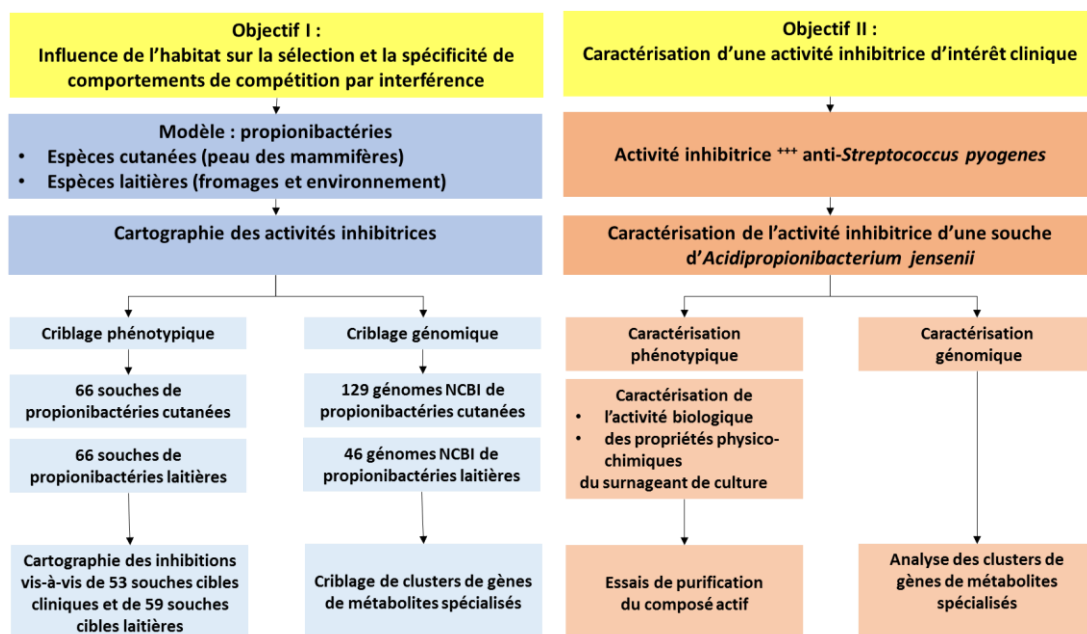 Objectif I :
Influence de l'habitat sur la sélection et la spécificité de
comportements de compétition par interférence
Modèle : propionibactéries
• Espèces cutanées (peau des mammifères)
• Espèces laitières (fromages et environnement)
Cartographie des activités inhibitrices
Criblage phénotypique
66 souches de
propionibactéries cutanées
66 souches de
propionibactéries laitières
Cartographie des inhibitions
vis-à-vis de 53 souches cibles
cliniques et de 59 souches
cibles laitières
Criblage génomique
129 génomes NCBI de
propionibactéries cutanées
46 génomes NCBI de
propionibactéries laitières
Criblage de clusters de gènes
de métabolites spécialisés
Objectif II :
Caractérisation d'une activité inhibitrice d'intérêt clinique
Activité inhibitrice +++ anti-Streptococcus pyogenes
Caractérisation de l'activité inhibitrice d'une souche
d'Acidipropionibacterium jensenii
Caractérisation
phénotypique
Caractérisation de
• l'activité biologique
• des propriétés physico-
chimiques
du surnageant de culture
Essais de purification
du composé actif
Caractérisation
génomique
Analyse des clusters de
gènes de métabolites
spécialisés